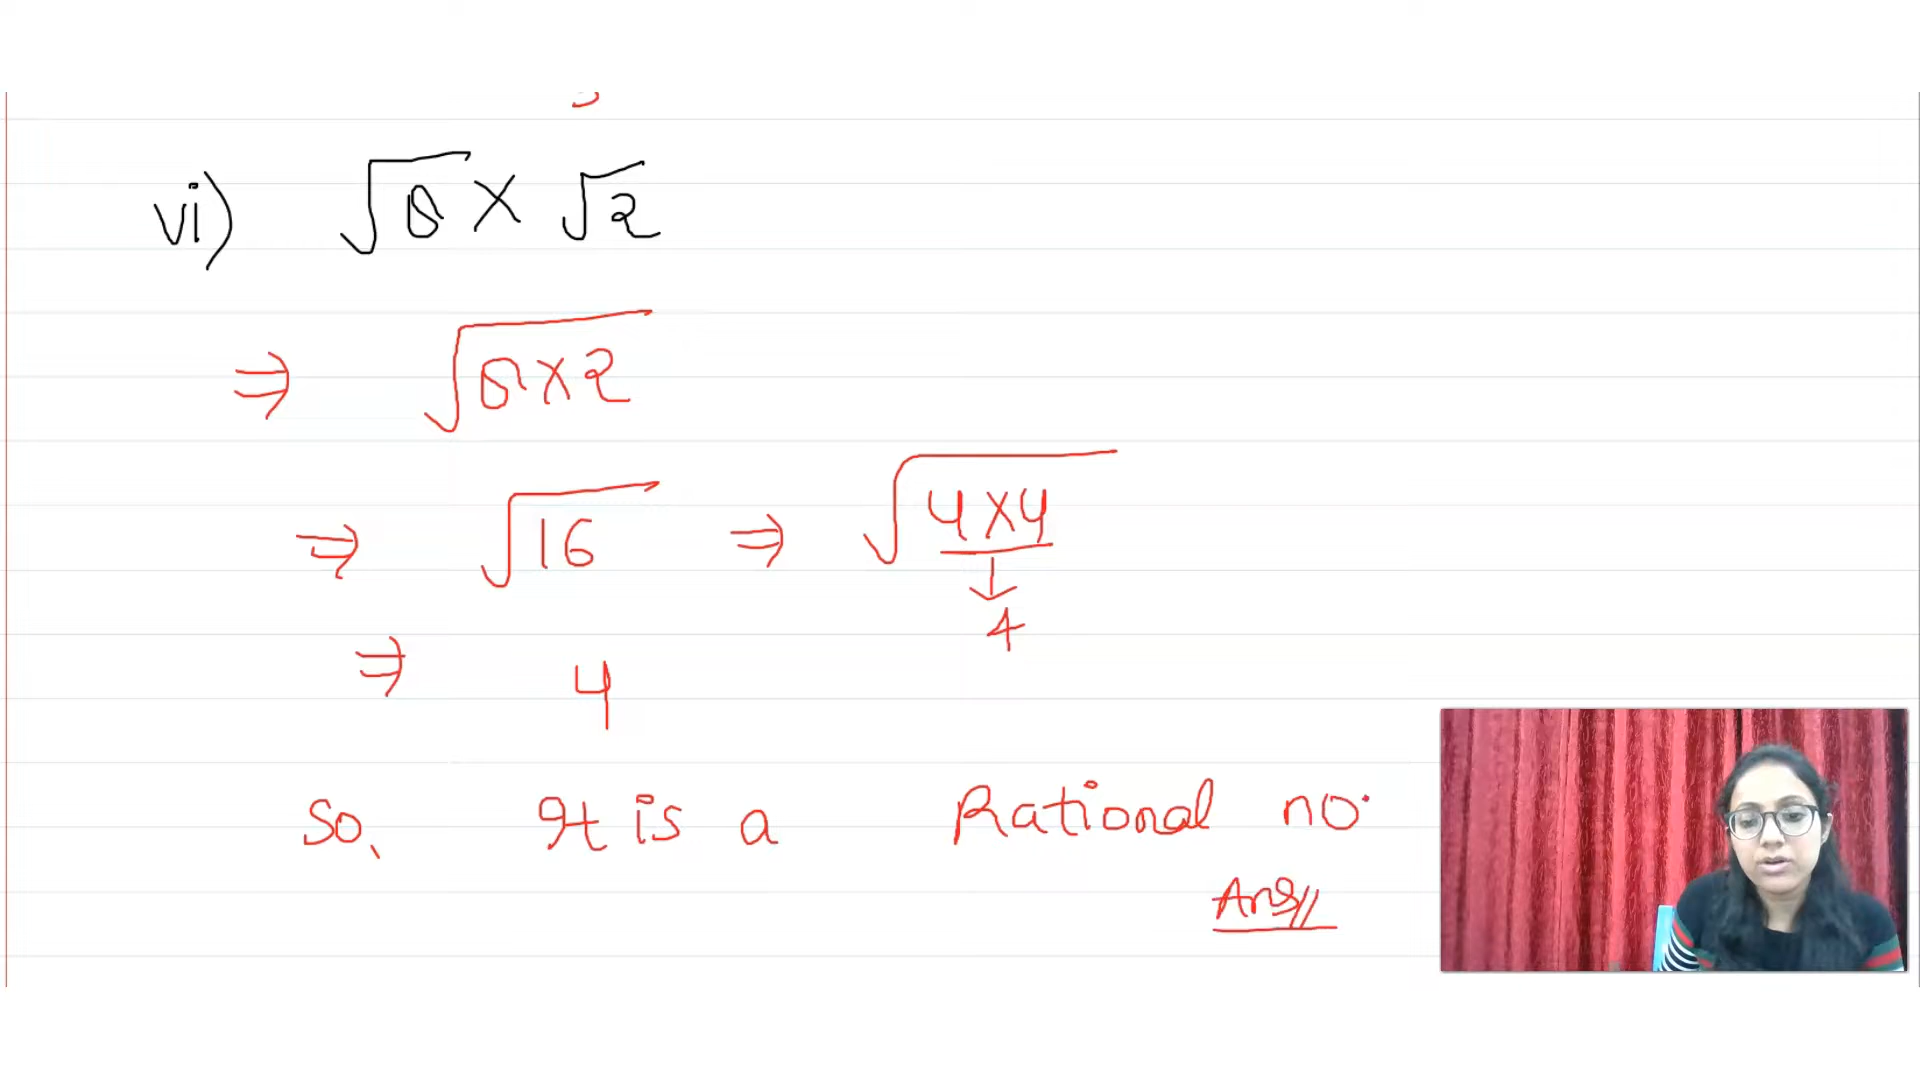 vi) √8 × √2
⇒ √8×2
⇒ √16 ⇒ √4×4
↓
4
⇒ 4
So, It is a Rational no.
Ans//